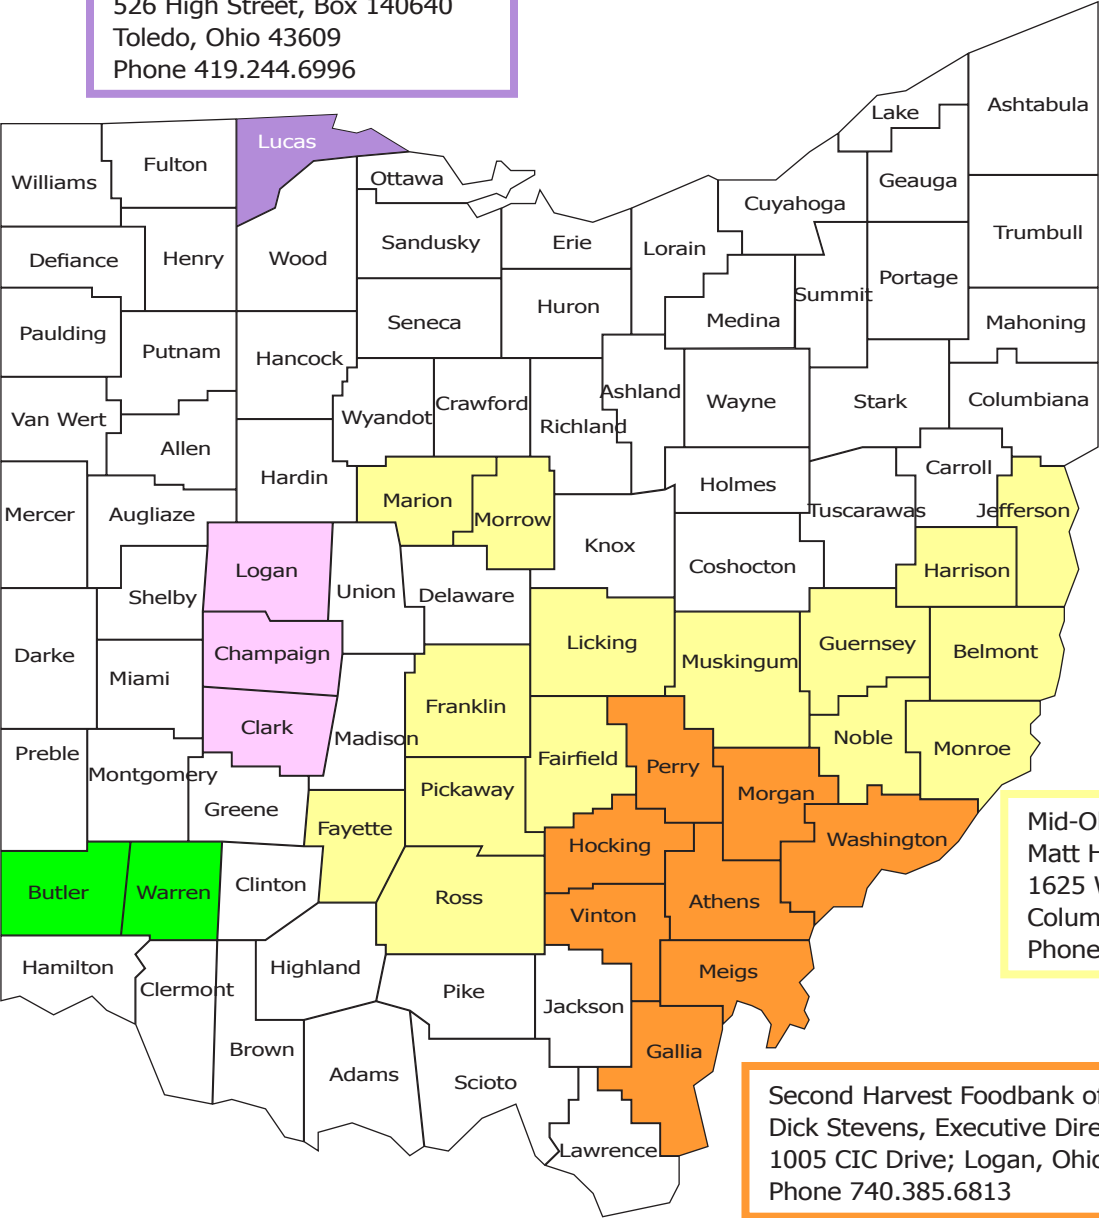 526 High Street, Box 140640
Toledo, Ohio 43609
Phone 419.244.6996
Lake
Ashtabula
Lucas
Fulton
Williams
Ottawa
Geauga
Cuyahoga
Trumbull
Sandusky
Erie
Lorain
Defiance
Henry
Wood
Portage
Summit
Huron
Medina
Mahoning
Seneca
Paulding
Putnam
Hancock
Ashland
Wayne
Stark
Columbiana
Crawford
Wyandot
Van Wert
Richland
Allen
Carroll
Hardin
Holmes
Marion
Morrow
Tuscarawas
Jefferson
Mercer
Augliaze
Knox
Coshocton
Harrison
Logan
Union
Delaware
Shelby
Licking
Guernsey
Belmont
Muskingum
Darke
Champaign
Miami
Franklin
Clark
Madison
Noble
Monroe
Preble
Fairfield
Perry
Montgomery
Pickaway
Morgan
Greene
Fayette
Hocking
Washington
Mid-O
Matt H
1625 W
Colum
Phone
Butler
Warren
Clinton
Ross
Athens
Vinton
Hamilton
Highland
Meigs
Clermont
Pike
Jackson
Brown
Gallia
Adams
Scioto
Lawrence
Second Harvest Foodbank of
Dick Stevens, Executive Dire
1005 CIC Drive; Logan, Ohio
Phone 740.385.6813